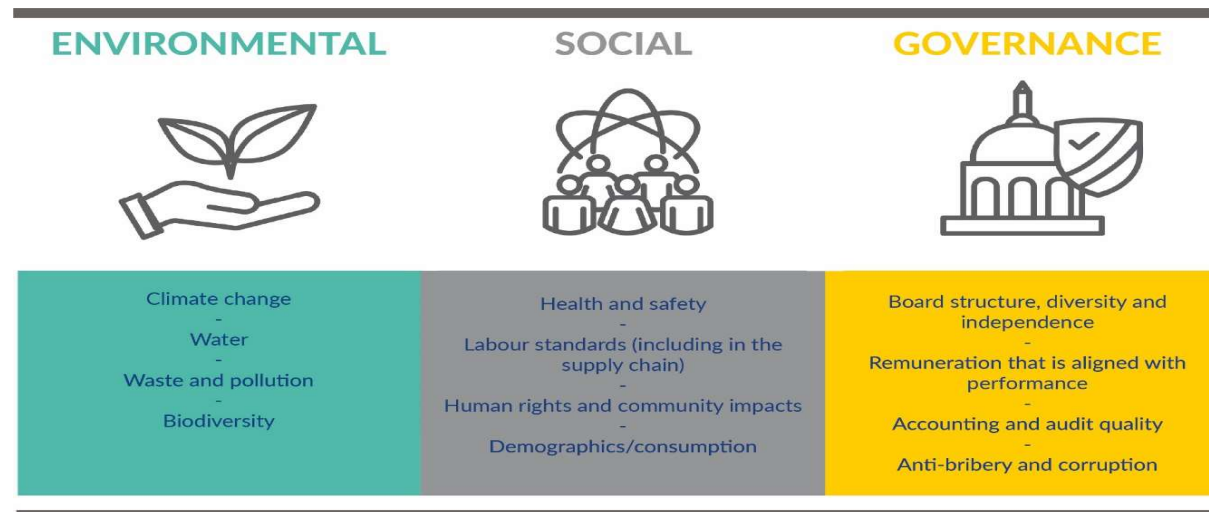 ENVIRONMENTAL
Climate change
-
Water
-
Waste and pollution
-
Biodiversity
SOCIAL
Health and safety
-
Labour standards (including in the
supply chain)
-
Human rights and community impacts
-
Demographics/consumption
GOVERNANCE
Board structure, diversity and
independence
-
Remuneration that is aligned with
performance
-
Accounting and audit quality
-
Anti-bribery and corruption